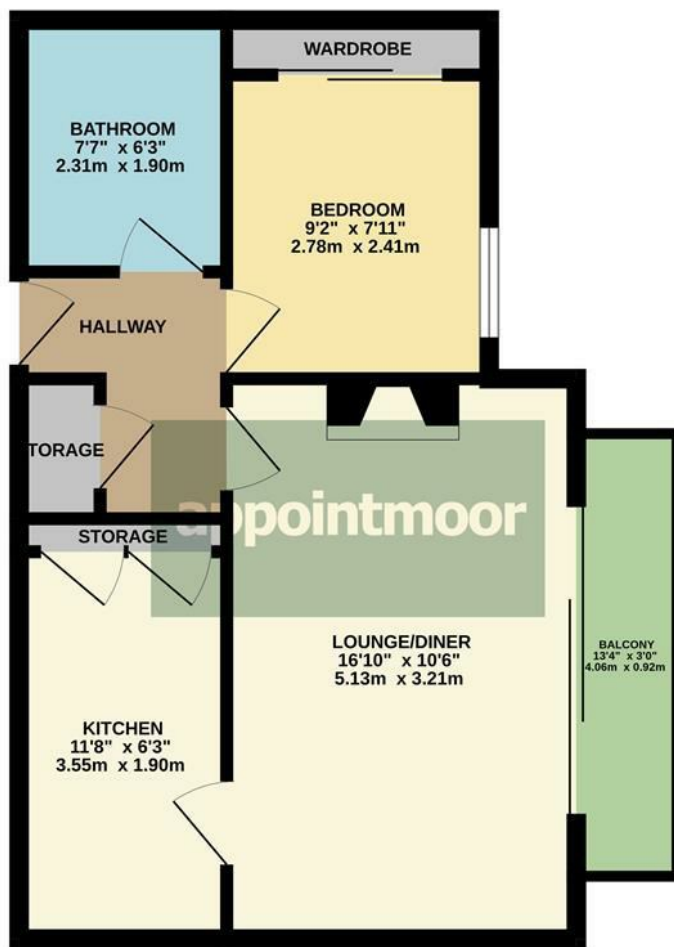 WARDROBE
BATHROOM
7'7" x 6'3"
2.31m x 1.90m
BEDROOM
9'2" x 7'11"
2.78m x 2.41m
HALLWAY
TORAGE
appointmoor
STORAGE
LOUNGE/DINER
16'10" x 10'6"
5.13m x 3.21m
BALCONY
13'4" x 3'0"
4.06m x 0.92m
KITCHEN
11'8" x 6'3"
3.55m x 1.90m